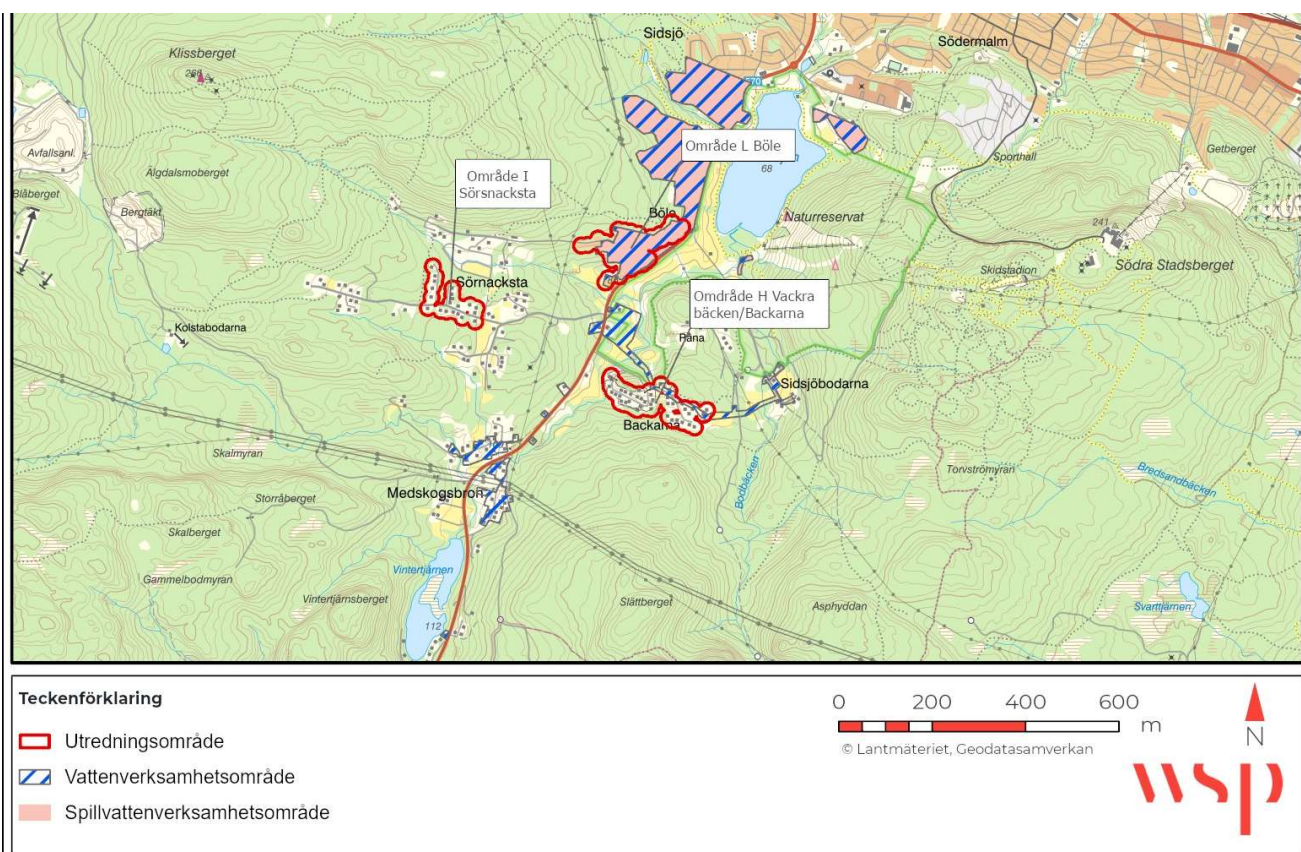 Sidsjö
Södermalm
Klissberget
Område L Böle
68
Avfallsanl.
Älgdalsmoberget
Område I
Sörsnacksta
Sporthall
Getberget
Blåberget
Bergtäkt
Böle
Naturreservat
241
Södra Stadsberget
Skidstadion
Sörnacksta
Omdråde H Vackra
bäcken/Backarna
Kolstabodarna
Råna
Sidsjöbodarna
Backarna
Skalmyran
Bodbäcken
Torvströmyran
Bredsandbäcken
Storråberget
Medskogsbron
Skalberget
Vintertjärnen
Gammelbodmyran
Vintertjärnsberget
Slättberget
Asphyddan
Svarttjärnen
112
Teckenförklaring
Utredningsområde
Vattenverksamhetsområde
Spillvattenverksamhetsområde
0 200 400 600
m
© Lantmäteriet, Geodatasamverkan
N
wsp